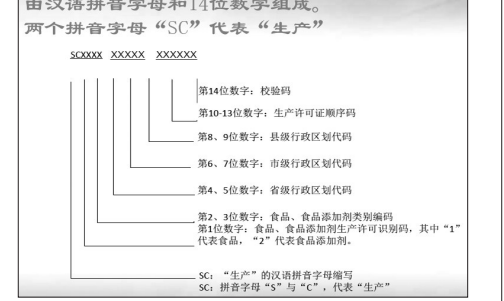 由汉语拼音字母和14位数字组成。
两个拼音字母“SC”代表“生产”
SCXXXX XXXXX XXXXXX
第14位数字：校验码
第10-13位数字：生产许可证顺序码
第8、9位数字：县级行政区划代码
第6、7位数字：市级行政区划代码
第4、5位数字：省级行政区划代码
第2、3位数字：食品、食品添加剂类别编码
第1位数字：食品、食品添加剂生产许可识别码，其中“1”
代表食品，“2”代表食品添加剂。
SC：“生产”的汉语拼音字母缩写
SC：拼音字母“S”与“C”，代表“生产”